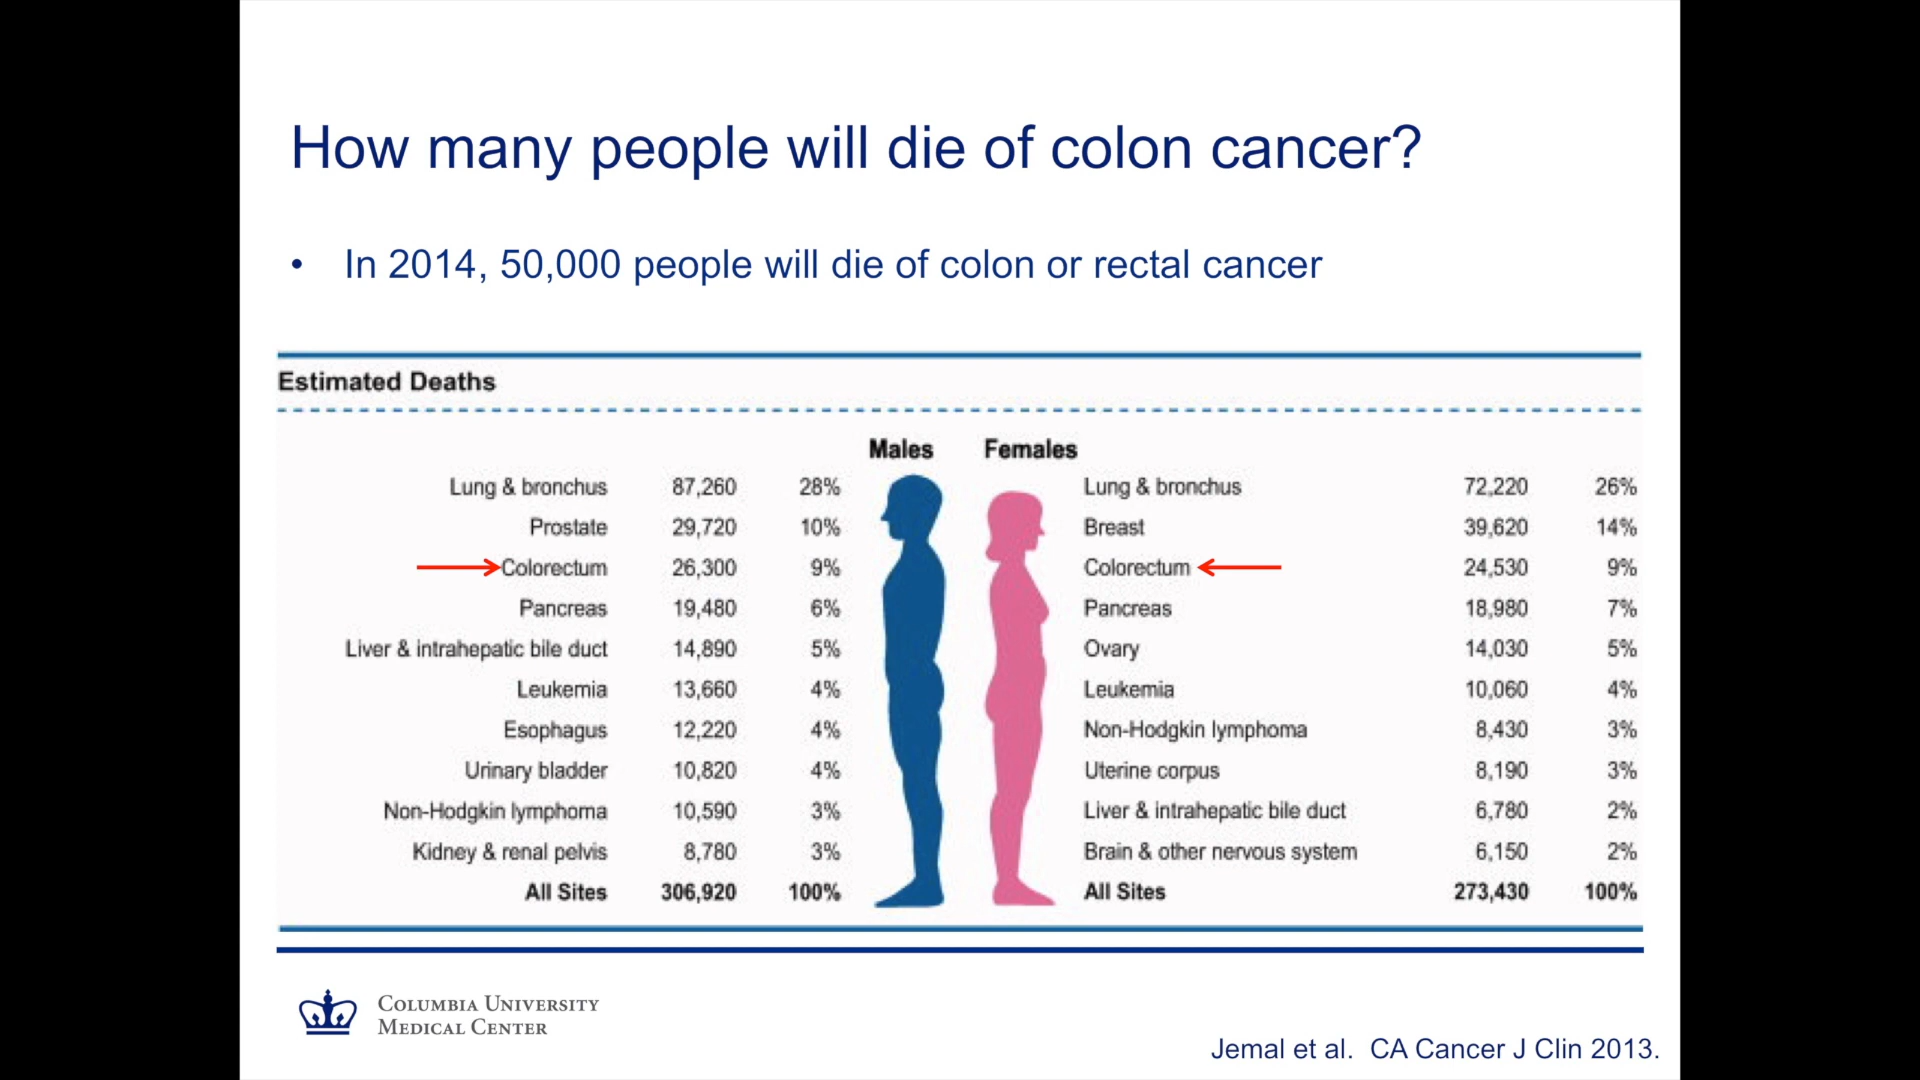 How many people will die of colon cancer?
• In 2014, 50,000 people will die of colon or rectal cancer
Estimated Deaths
Males Females
Lung & bronchus 87,260 28% Lung & bronchus 72,220 26%
Prostate 29,720 10% Breast 39,620 14%
Colorectum 26,300 9% Colorectum 24,530 9%
Pancreas 19,480 6% Pancreas 18,980 7%
Liver & intrahepatic bile duct 14,890 5% Ovary 14,030 5%
Leukemia 13,660 4% Leukemia 10,060 4%
Esophagus 12,220 4% Non-Hodgkin lymphoma 8,430 3%
Urinary bladder 10,820 4% Uterine corpus 8,190 3%
Non-Hodgkin lymphoma 10,590 3% Liver & intrahepatic bile duct 6,780 2%
Kidney & renal pelvis 8,780 3% Brain & other nervous system 6,150 2%
All Sites 306,920 100% All Sites 273,430 100%
COLUMBIA UNIVERSITY
MEDICAL CENTER
Jemal et al. CA Cancer J Clin 2013.